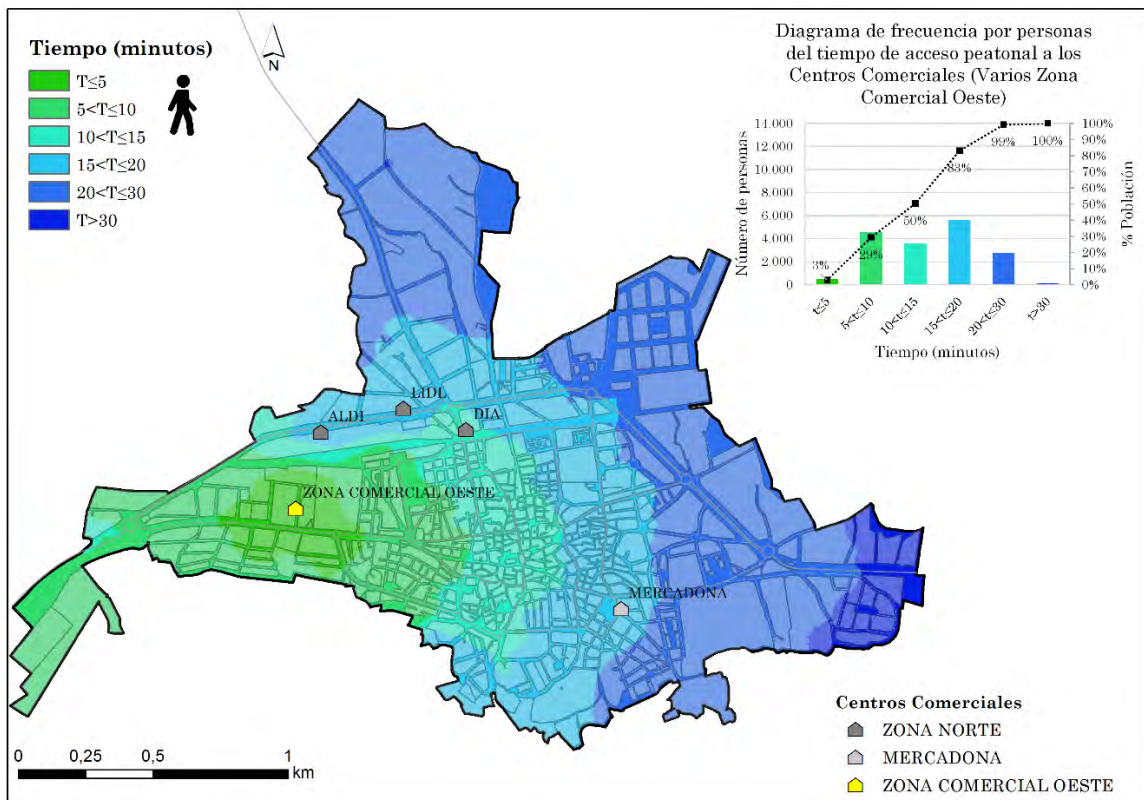 Tiempo (minutos)
T≤5
5<T≤10
10<T≤15
15<T≤20
20<T≤30
T>30
N
Diagrama de frecuencia por personas
del tiempo de acceso peatonal a los
Centros Comerciales (Varios Zona
Comercial Oeste)
Número de personas
14.000
12.000
10.000
8.000
6.000
4.000
2.000
0
3%
29%
50%
83%
99%
100%
100%
90%
80%
70%
60%
50%
40%
30%
20%
10%
0%
% Población
t≤5
5<t≤10
10<t≤15
15<t≤20
20<t≤30
t>30
Tiempo (minutos)
LIDL
ALDI
DIA
ZONA COMERCIAL OESTE
MERCADONA
Centros Comerciales
ZONA NORTE
MERCADONA
ZONA COMERCIAL OESTE
0 0,25 0,5 1
km